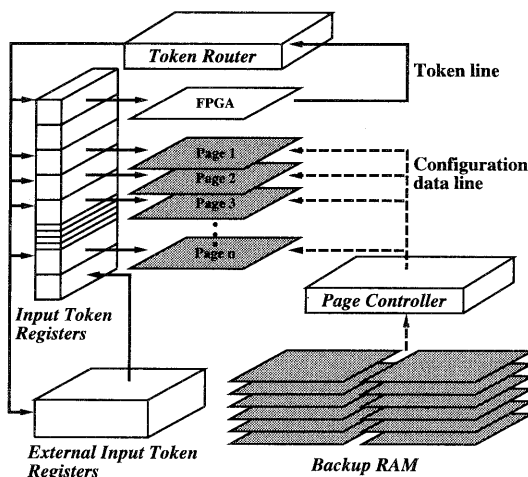 Token Router
Token line
FPGA
Page 1
Page 2
Page 3
Page n
Configuration
data line
Page Controller
Input Token
Registers
External Input Token
Registers
Backup RAM